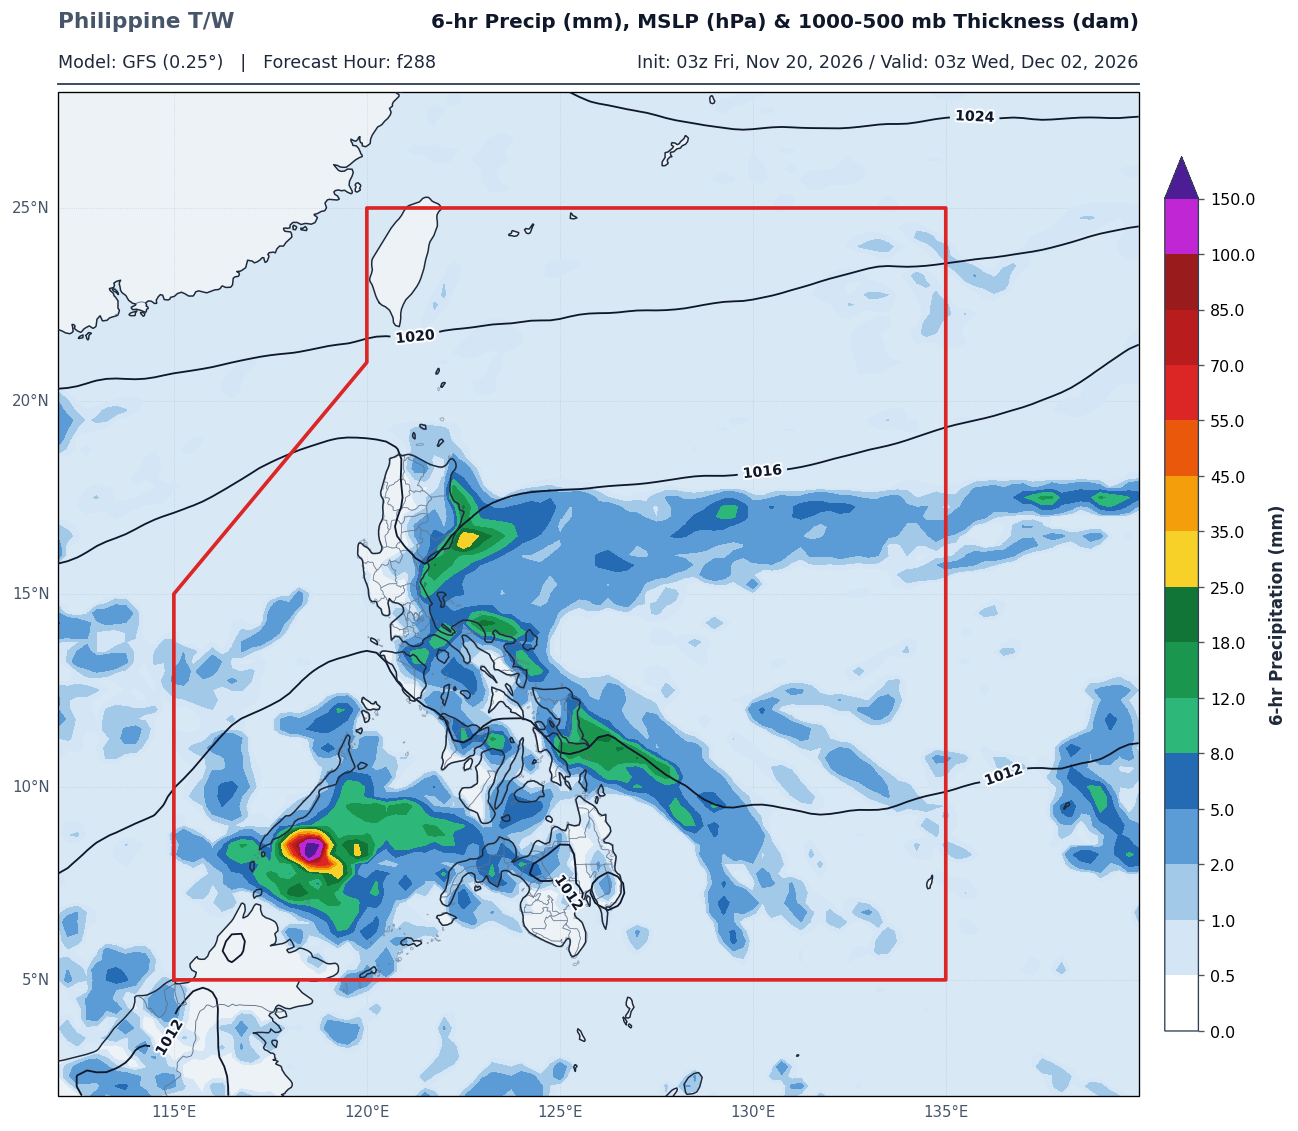 Philippine T/W
6-hr Precip (mm), MSLP (hPa) & 1000-500 mb Thickness (dam)
Model: GFS (0.25°) | Forecast Hour: f288
Init: 03z Fri, Nov 20, 2026 / Valid: 03z Wed, Dec 02, 2026
1024
1020
1016
1012
1012
1012
25°N
20°N
15°N
10°N
5°N
115°E
120°E
125°E
130°E
135°E
150.0
100.0
85.0
70.0
55.0
45.0
35.0
25.0
18.0
12.0
8.0
5.0
2.0
1.0
0.5
0.0
6-hr Precipitation (mm)